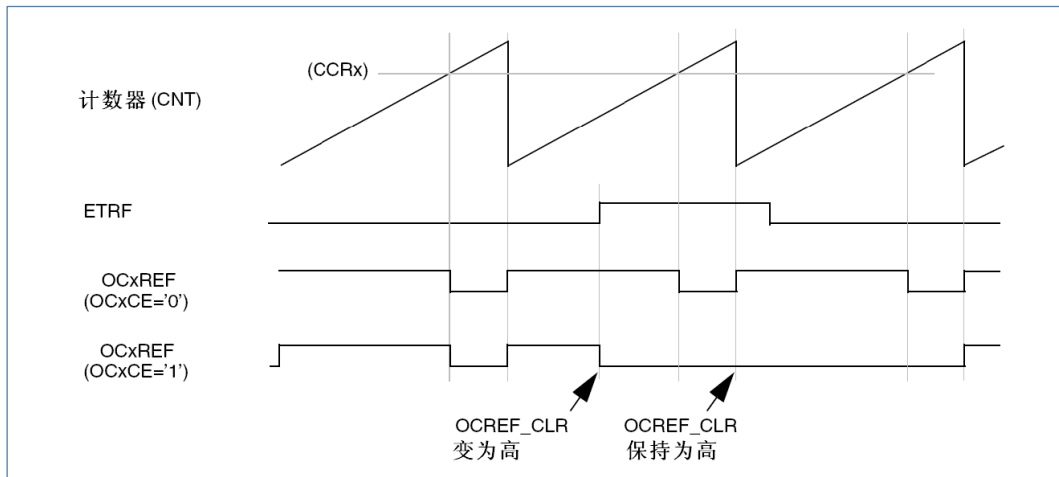 (CCRx)
计数器 (CNT)
ETRF
OCxREF
(OCxCE='0')
OCxREF
(OCxCE='1')
OCREF_CLR
变为高
OCREF_CLR
保持为高